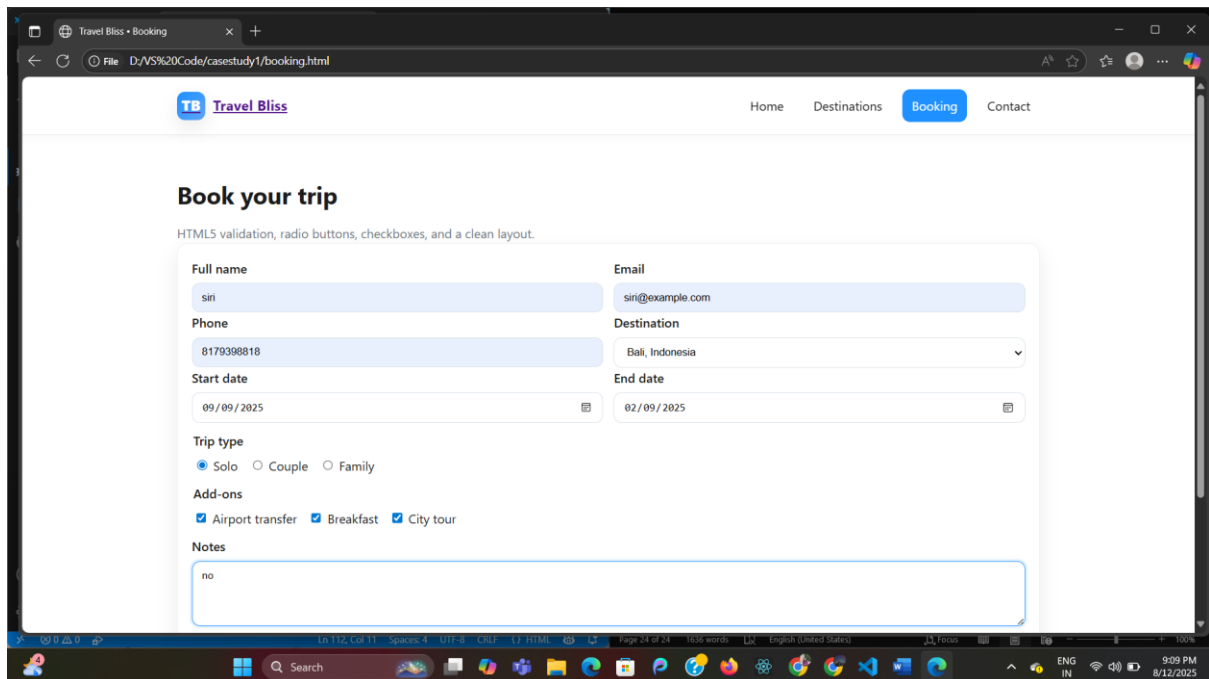 Travel Bliss • Booking
File D:/VS%20Code/casestudy1/booking.html
TB Travel Bliss Home Destinations Booking Contact
Book your trip
HTML5 validation, radio buttons, checkboxes, and a clean layout.
Full name Email
siri siri@example.com
Phone Destination
8179398818 Bali, Indonesia
Start date End date
09/09/2025 02/09/2025
Trip type
Solo Couple Family
Add-ons
Airport transfer Breakfast City tour
Notes
no
0 0 Ln 112, Col 11 Spaces: 4 UTF-8 CRLF {} HTML Page 24 of 24 1636 words English (United States) Focus 100%
4 Search ENG 9:09 PM
IN 8/12/2025